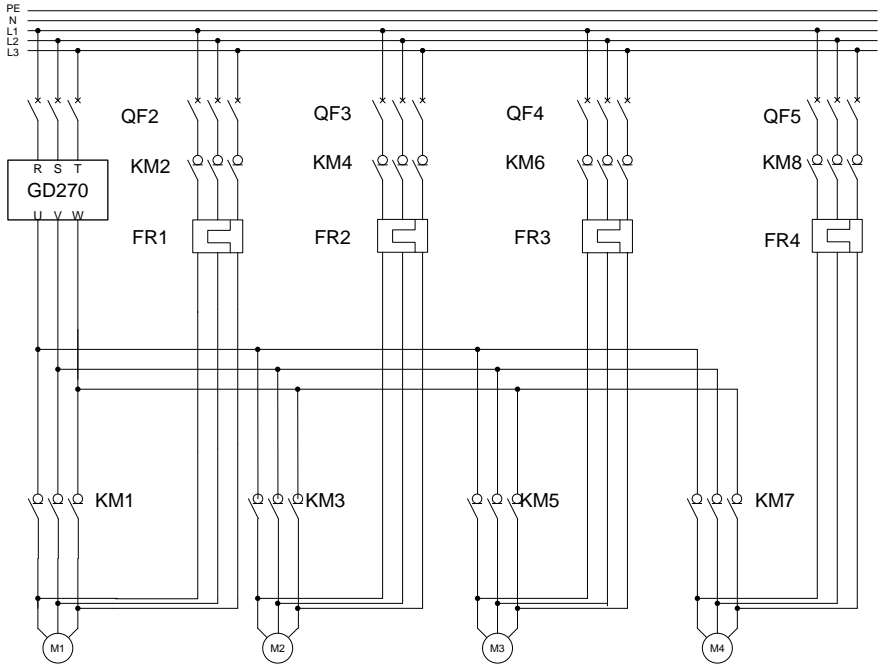 PE
N
L1
L2
L3
QF2
QF3
QF4
QF5
KM2
KM4
KM6
KM8
R S T
GD270
U V W
FR1
FR2
FR3
FR4
KM1
KM3
KM5
KM7
M1
M2
M3
M4